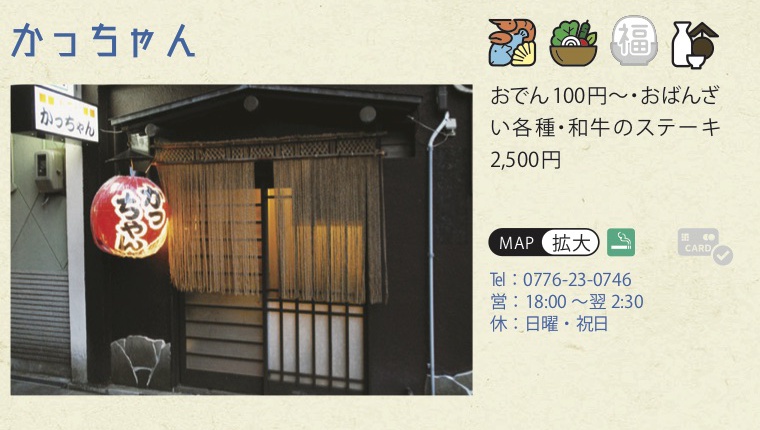 かっちゃん
福
おでん100円〜・おばんざ
い各種・和牛のステーキ
2,500円
かっちゃん
かっちゃん
MAP 拡大
CARD
℡：0776-23-0746
営：18:00 〜翌 2:30
休：日曜・祝日